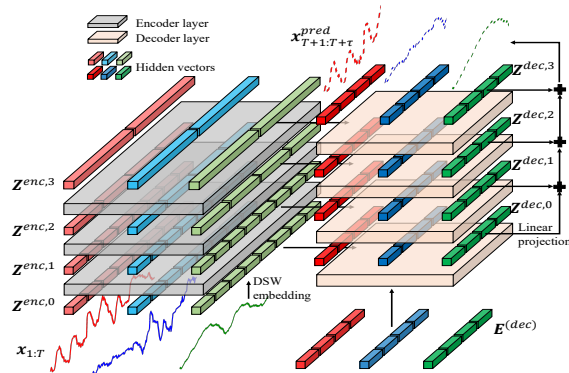 Encoder layer
Decoder layer
Hidden vectors
x^{pred}_{T+1:T+τ}
Z^{dec,3}
Z^{dec,2}
Z^{dec,1}
Z^{dec,0}
Z^{enc,3}
Z^{enc,2}
Z^{enc,1}
Z^{enc,0}
Linear
projection
DSW
embedding
x_{1:T}
E^{(dec)}